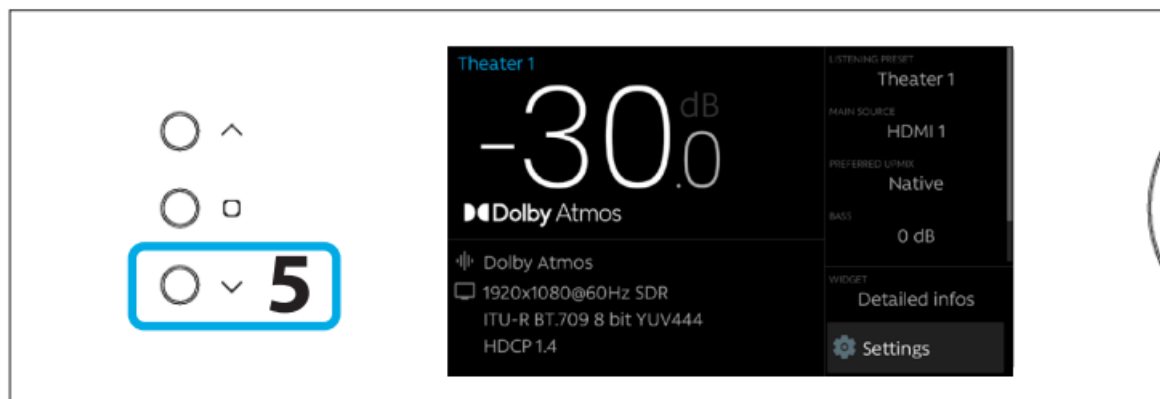 5
Theater 1
-30.0 dB
Dolby Atmos
Dolby Atmos
1920x1080@60Hz SDR
ITU-R BT.709 8 bit YUV444
HDCP 1.4
LISTENING PRESET
Theater 1
MAIN SOURCE
HDMI 1
PREFERRED UPMIX
Native
BASS
0 dB
WIDGET
Detailed infos
Settings